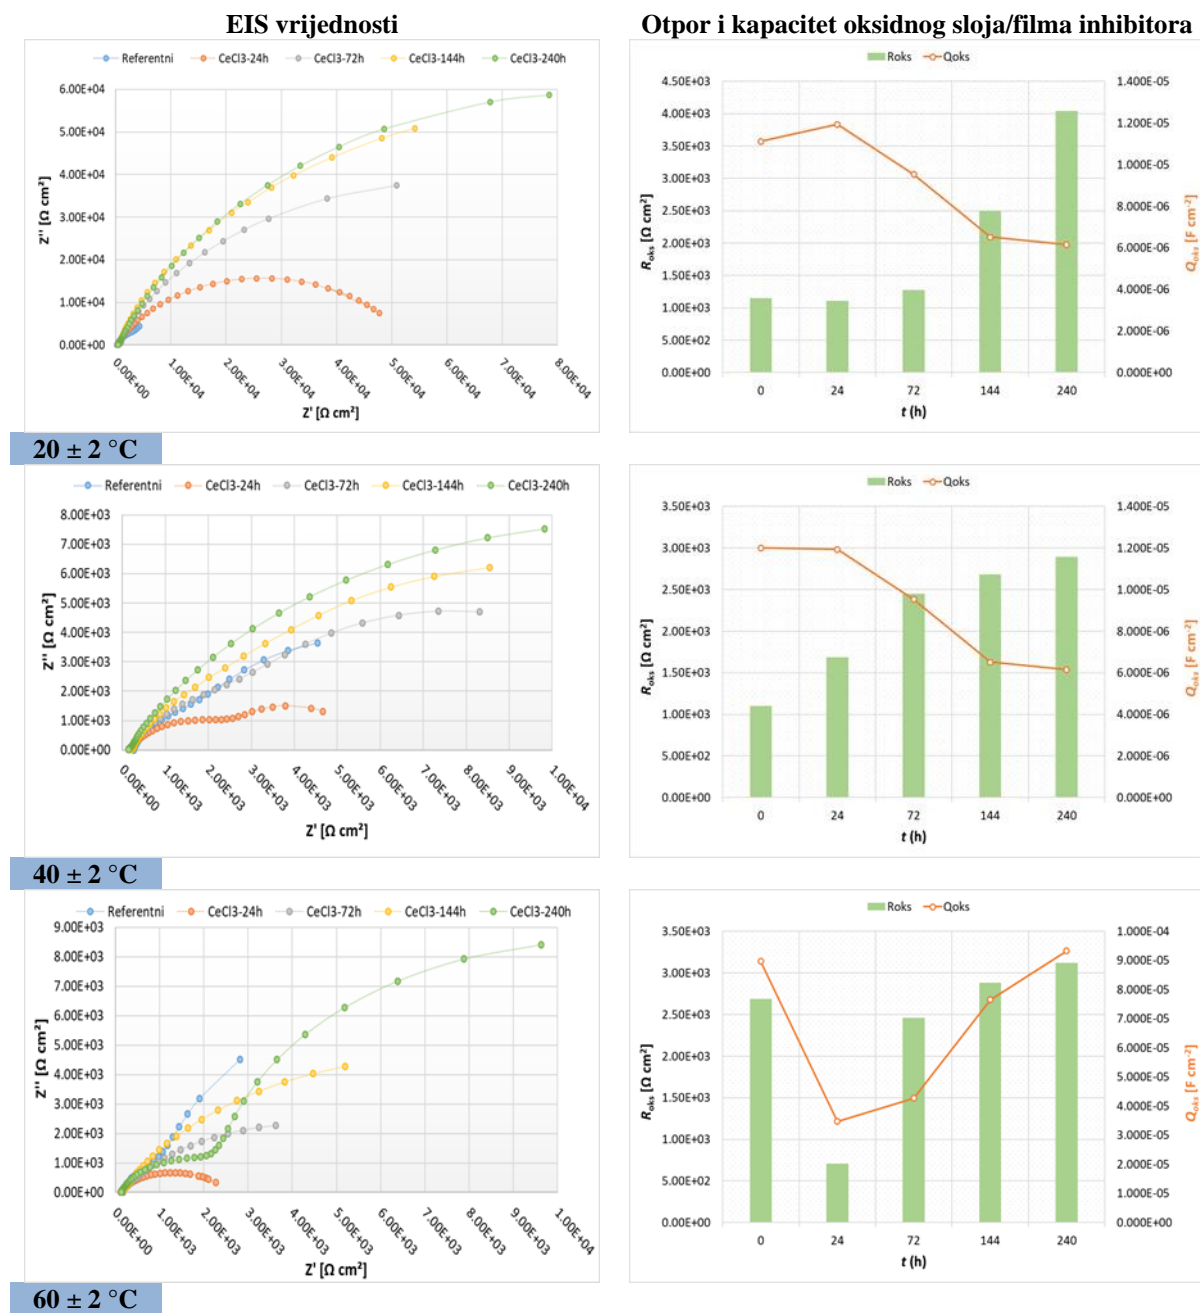 EIS vrijednosti
Otpor i kapacitet oksidnog sloja/filma inhibitora
Referentni CeCl3-24h CeCl3-72h CeCl3-144h CeCl3-240h
Z'' [Ω cm²]
6.00E+04
5.00E+04
4.00E+04
3.00E+04
2.00E+04
1.00E+04
0.00E+00
0.00E+00 1.00E+04 2.00E+04 3.00E+04 4.00E+04 5.00E+04 6.00E+04 7.00E+04 8.00E+04
Z' [Ω cm²]
Roks Qoks
Roks [Ω cm²]
4.50E+03
4.00E+03
3.50E+03
3.00E+03
2.50E+03
2.00E+03
1.50E+03
1.00E+03
5.00E+02
0.00E+00
1.400E-05
1.200E-05
1.000E-05
8.000E-06
6.000E-06
4.000E-06
2.000E-06
0.000E+00
Qoks [F cm⁻²]
0 24 72 144 240
t (h)
20 ± 2 °C
Referentni CeCl3-24h CeCl3-72h CeCl3-144h CeCl3-240h
Z'' [Ω cm²]
8.00E+03
7.00E+03
6.00E+03
5.00E+03
4.00E+03
3.00E+03
2.00E+03
1.00E+03
0.00E+00
0.00E+00 1.00E+03 2.00E+03 3.00E+03 4.00E+03 5.00E+03 6.00E+03 7.00E+03 8.00E+03 9.00E+03 1.00E+04
Z' [Ω cm²]
Roks Qoks
Roks [Ω cm²]
3.50E+03
3.00E+03
2.50E+03
2.00E+03
1.50E+03
1.00E+03
5.00E+02
0.00E+00
1.400E-05
1.200E-05
1.000E-05
8.000E-06
6.000E-06
4.000E-06
2.000E-06
0.000E+00
Qoks [F cm⁻²]
0 24 72 144 240
t (h)
40 ± 2 °C
Referentni CeCl3-24h CeCl3-72h CeCl3-144h CeCl3-240h
Z'' [Ω cm²]
9.00E+03
8.00E+03
7.00E+03
6.00E+03
5.00E+03
4.00E+03
3.00E+03
2.00E+03
1.00E+03
0.00E+00
0.00E+00 1.00E+03 2.00E+03 3.00E+03 4.00E+03 5.00E+03 6.00E+03 7.00E+03 8.00E+03 9.00E+03 1.00E+04
Z' [Ω cm²]
Roks Qoks
Roks [Ω cm²]
3.50E+03
3.00E+03
2.50E+03
2.00E+03
1.50E+03
1.00E+03
5.00E+02
0.00E+00
1.000E-04
9.000E-05
8.000E-05
7.000E-05
6.000E-05
5.000E-05
4.000E-05
3.000E-05
2.000E-05
1.000E-05
0.000E+00
Qoks [F cm⁻²]
0 24 72 144 240
t (h)
60 ± 2 °C